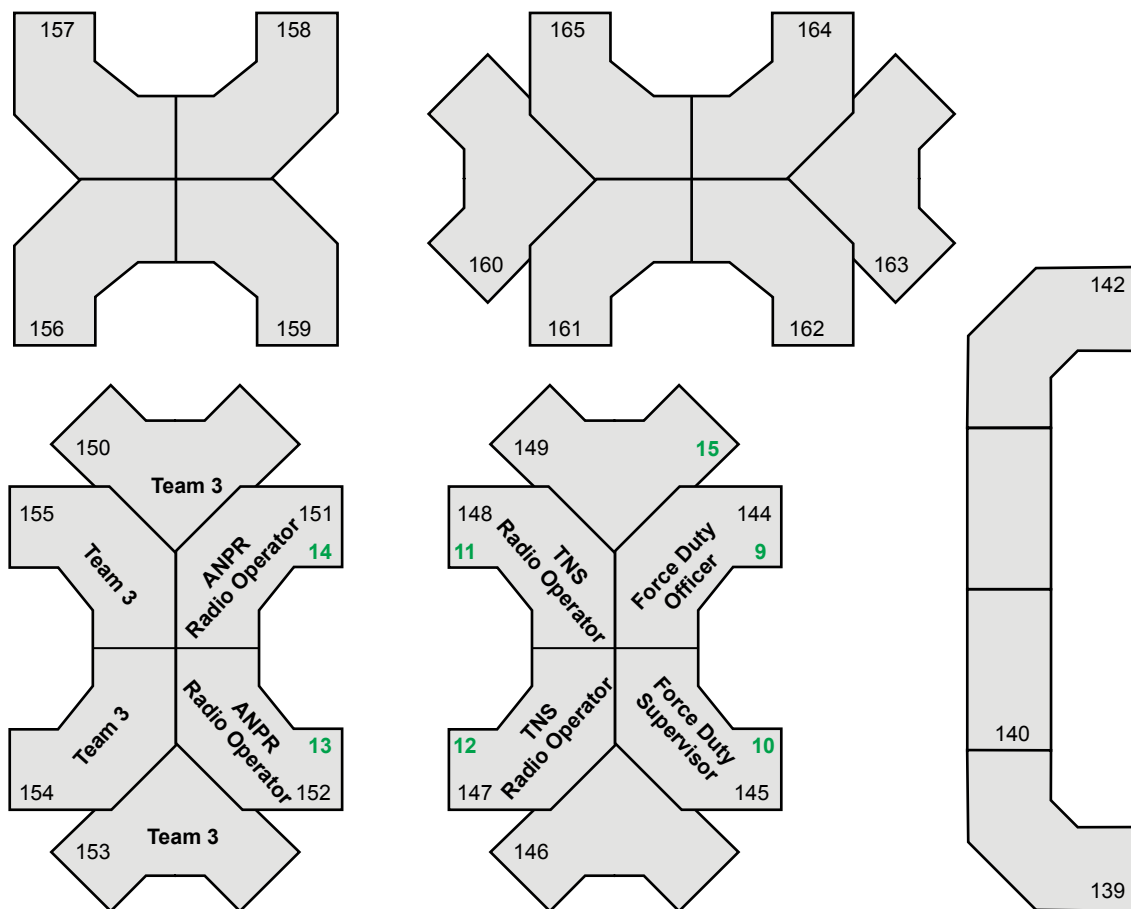 157
158
156
159
165
164
160
163
161
162
142
140
139
150
Team 3
155
Team 3
151
ANPR
Radio Operator
14
Team 3
154
ANPR
Radio Operator
13
152
153
Team 3
149
15
148
11
TNS
Radio Operator
144
9
Force Duty
Officer
12
147
TNS
Radio Operator
Force Duty
Supervisor
10
145
146